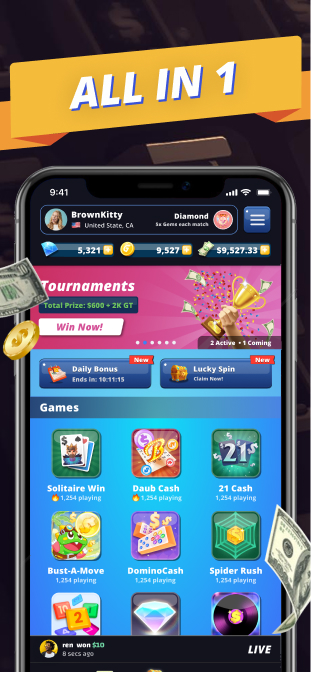 ALL IN 1
9:41
BrownKitty
United State, CA
Diamond
5x Gems each match
5,321
9,527
$9,527.33
Tournaments
Total Prize: $600 + 2K GT
Win Now!
2 Active • 1 Coming
New
Daily Bonus
Ends in: 10:11:15
New
Lucky Spin
Claim Now!
Games
21
Solitaire Win
Daub Cash
21 Cash
1,254 playing
1,254 playing
1,254 playing
Bust-A-Move
DominoCash
Spider Rush
1,254 playing
1,254 playing
1,254 playing
10
2
ren won $10
8 secs ago
LIVE